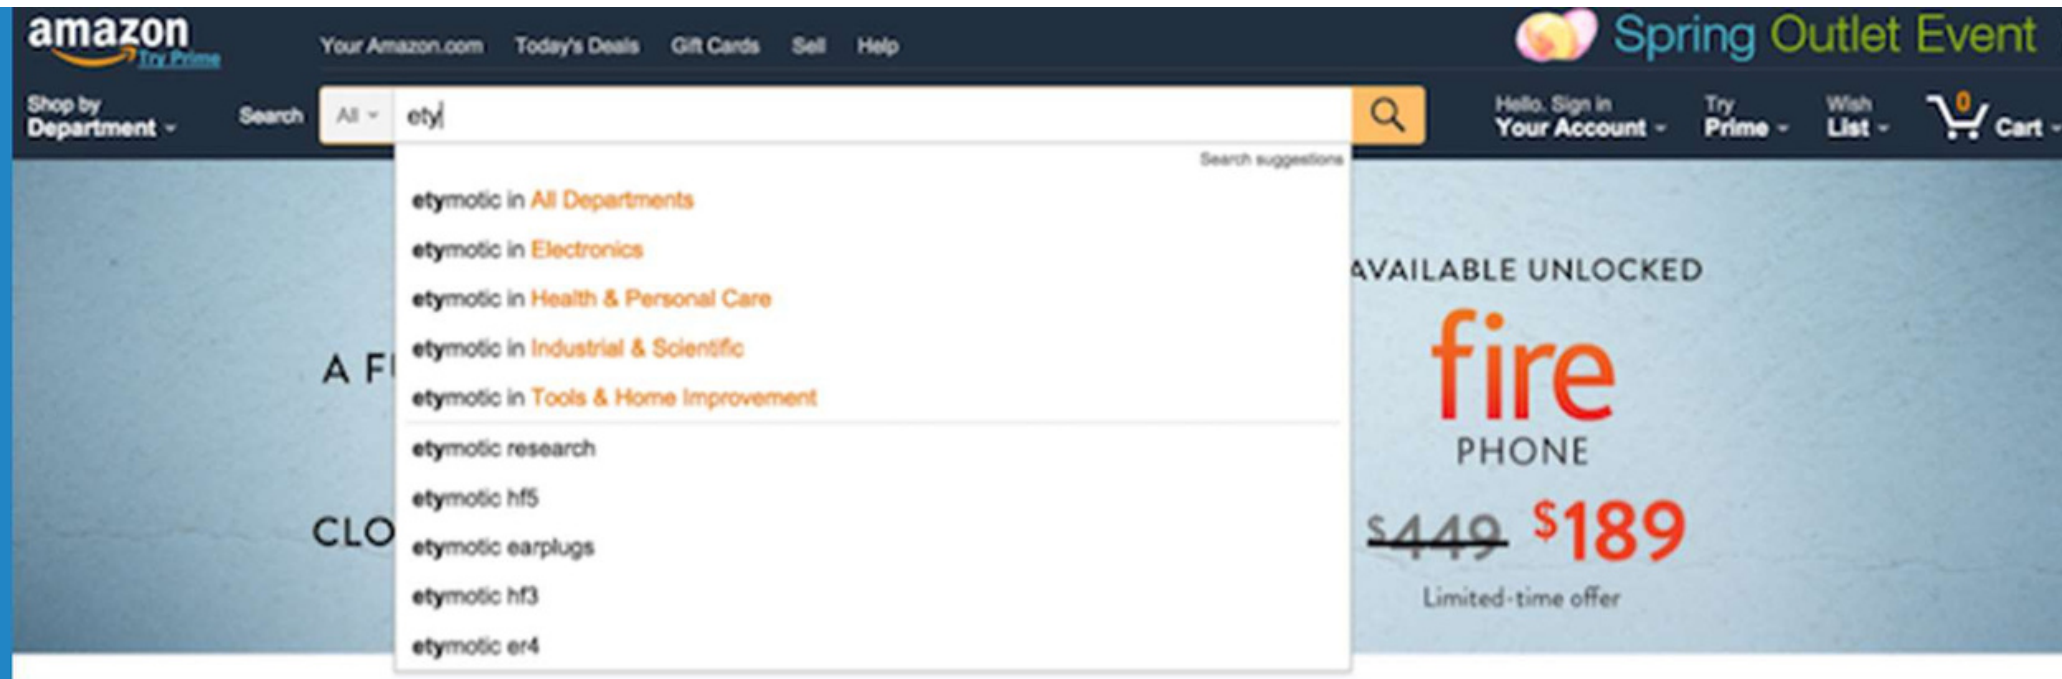 amazon
Try Prime
Your Amazon.com Today's Deals Gift Cards Sell Help
Spring Outlet Event
Shop by
Department
Search
All
ety
Hello. Sign in
Your Account
Try
Prime
Wish
List
0
Cart
Search suggestions
etymotic in All Departments
etymotic in Electronics
etymotic in Health & Personal Care
etymotic in Industrial & Scientific
etymotic in Tools & Home Improvement
etymotic research
etymotic hf5
etymotic earplugs
etymotic hf3
etymotic er4
A F
CLO
AVAILABLE UNLOCKED
fire
PHONE
$449 $189
Limited-time offer